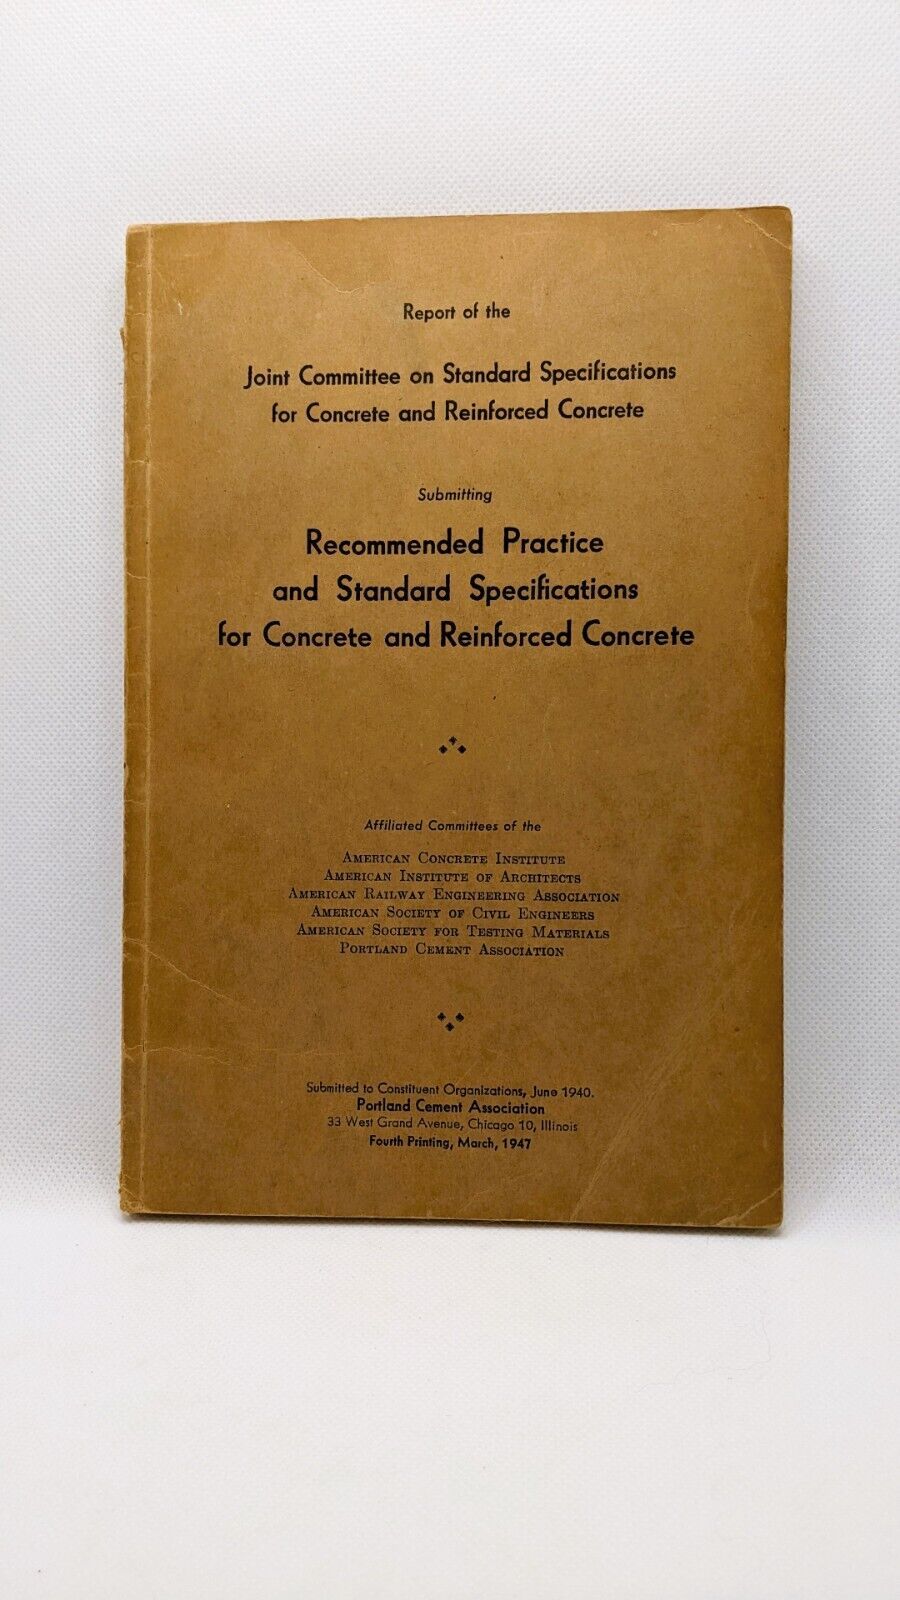 Report of the
Joint Committee on Standard Specifications
for Concrete and Reinforced Concrete
Submitting
Recommended Practice
and Standard Specifications
for Concrete and Reinforced Concrete
Affiliated Committees of the
American Concrete Institute
American Institute of Architects
American Railway Engineering Association
American Society of Civil Engineers
American Society for Testing Materials
Portland Cement Association
Submitted to Constituent Organizations, June 1940.
Portland Cement Association
33 West Grand Avenue, Chicago 10, Illinois
Fourth Printing, March, 1947